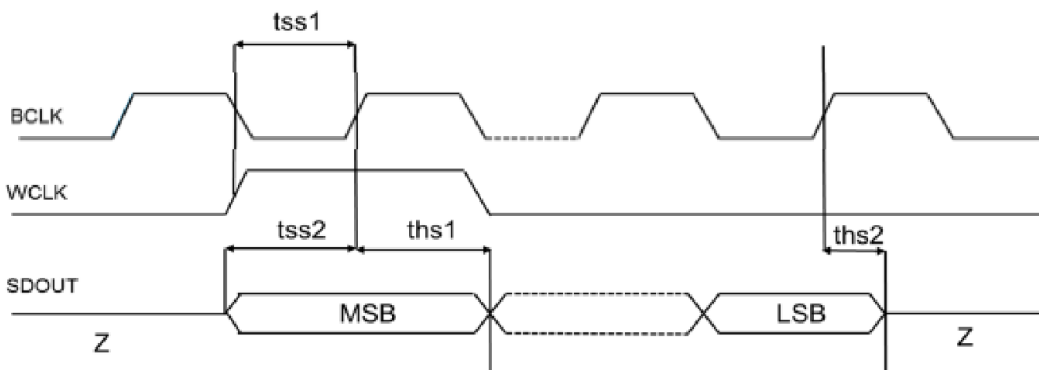 tss1
BCLK
WCLK
tss2 ths1 ths2
SDOUT
MSB LSB
Z Z